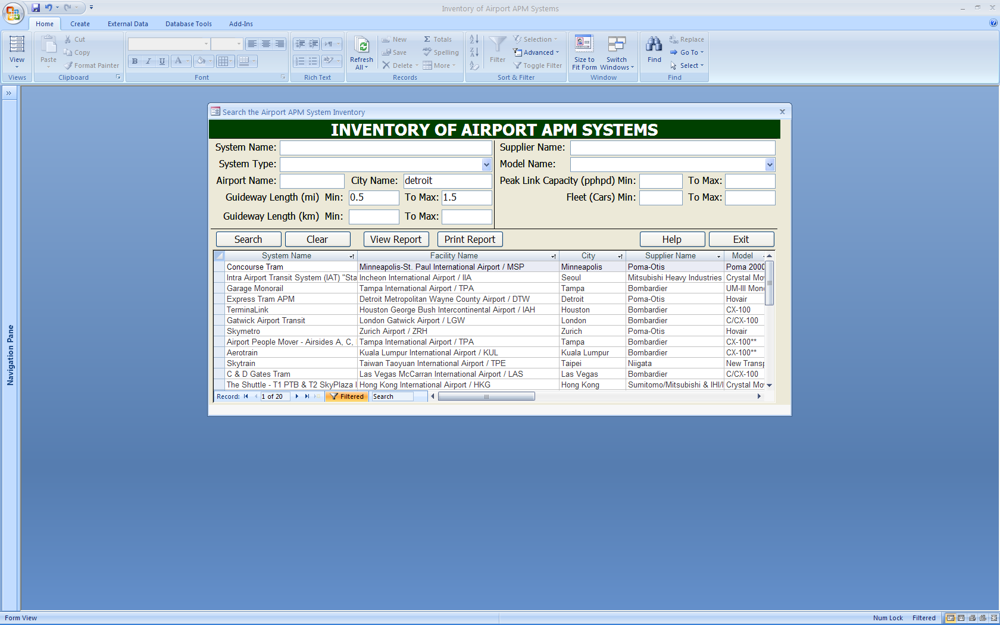 Inventory of Airport APM Systems
Home Create External Data Database Tools Add-Ins
View
Views
Paste
Cut
Copy
Format Painter
Clipboard
B I U A
Font
Rich Text
Refresh All
New
Save
Delete
Totals
Spelling
More
Records
Filter
Selection
Advanced
Toggle Filter
Sort & Filter
Size to Fit Form
Switch Windows
Window
Find
Replace
Go To
Select
Find
Navigation Pane
Search the Airport APM System Inventory
INVENTORY OF AIRPORT APM SYSTEMS
System Name: Supplier Name:
System Type: Model Name:
Airport Name: City Name: detroit Peak Link Capacity (pphpd) Min: To Max:
Guideway Length (mi) Min: 0.5 To Max: 1.5 Fleet (Cars) Min: To Max:
Guideway Length (km) Min: To Max:
Search Clear View Report Print Report Help Exit
System Name Facility Name City Supplier Name Model
Concourse Tram Minneapolis-St. Paul International Airport / MSP Minneapolis Poma-Otis Poma 2000
Intra Airport Transit System (IAT) "Sta Incheon International Airport / IIA Seoul Mitsubishi Heavy Industries Crystal Mo
Garage Monorail Tampa International Airport / TPA Tampa Bombardier UM-III Mon
Express Tram APM Detroit Metropolitan Wayne County Airport / DTW Detroit Poma-Otis Hovair
TerminaLink Houston George Bush Intercontinental Airport / IAH Houston Bombardier CX-100
Gatwick Airport Transit London Gatwick Airport / LGW London Bombardier C/CX-100
Skymetro Zurich Airport / ZRH Zurich Poma-Otis Hovair
Airport People Mover - Airsides A, C, Tampa International Airport / TPA Tampa Bombardier CX-100**
Aerotrain Kuala Lumpur International Airport / KUL Kuala Lumpur Bombardier CX-100**
Skytrain Taiwan Taoyuan International Airport / TPE Taipei Niigata New Transp
C & D Gates Tram Las Vegas McCarran International Airport / LAS Las Vegas Bombardier C/CX-100
The Shuttle - T1 PTB & T2 SkyPlaza Hong Kong International Airport / HKG Hong Kong Sumitomo/Mitsubishi & IHI/ Crystal Mo
Record: 1 of 20 Filtered Search
Form View Num Lock Filtered